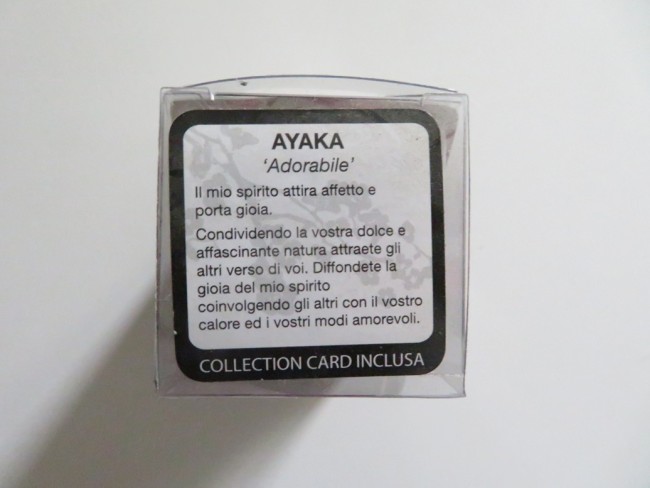 AYAKA
‘Adorabile’
Il mio spirito attira affetto e
porta gioia.
Condividendo la vostra dolce e
affascinante natura attraete gli
altri verso di voi. Diffondete la
gioia del mio spirito
coinvolgendo gli altri con il vostro
calore ed i vostri modi amorevoli.
COLLECTION CARD INCLUSA